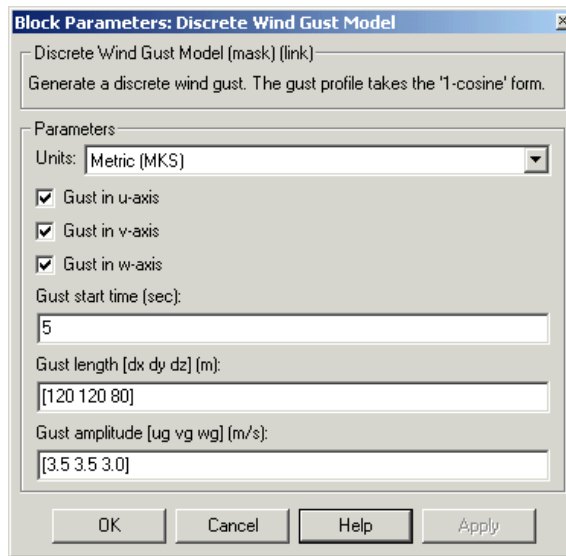 Block Parameters: Discrete Wind Gust Model
Discrete Wind Gust Model (mask) (link)
Generate a discrete wind gust. The gust profile takes the '1-cosine' form.
Parameters
Units: Metric (MKS)
Gust in u-axis
Gust in v-axis
Gust in w-axis
Gust start time (sec):
5
Gust length [dx dy dz] (m):
[120 120 80]
Gust amplitude [ug vg wg] (m/s):
[3.5 3.5 3.0]
OK Cancel Help Apply